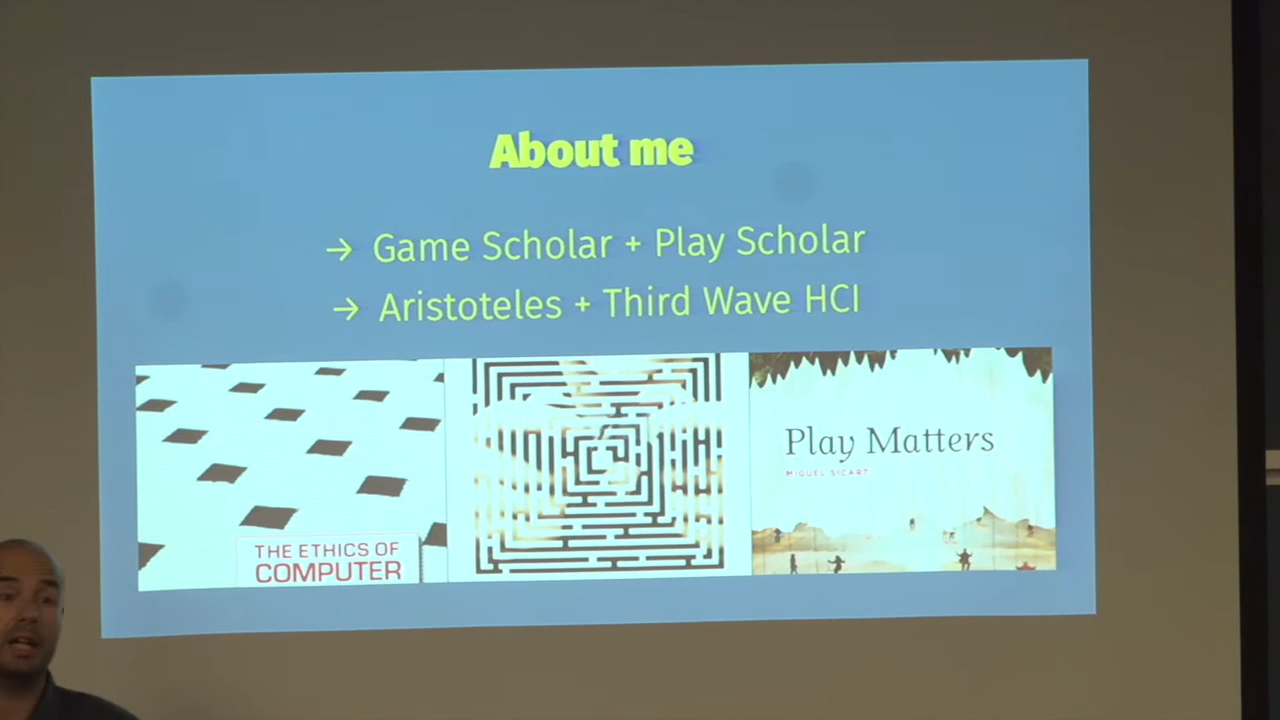 About me
→ Game Scholar + Play Scholar
→ Aristoteles + Third Wave HCI
THE ETHICS OF
COMPUTER
Play Matters
MIGUEL SICART